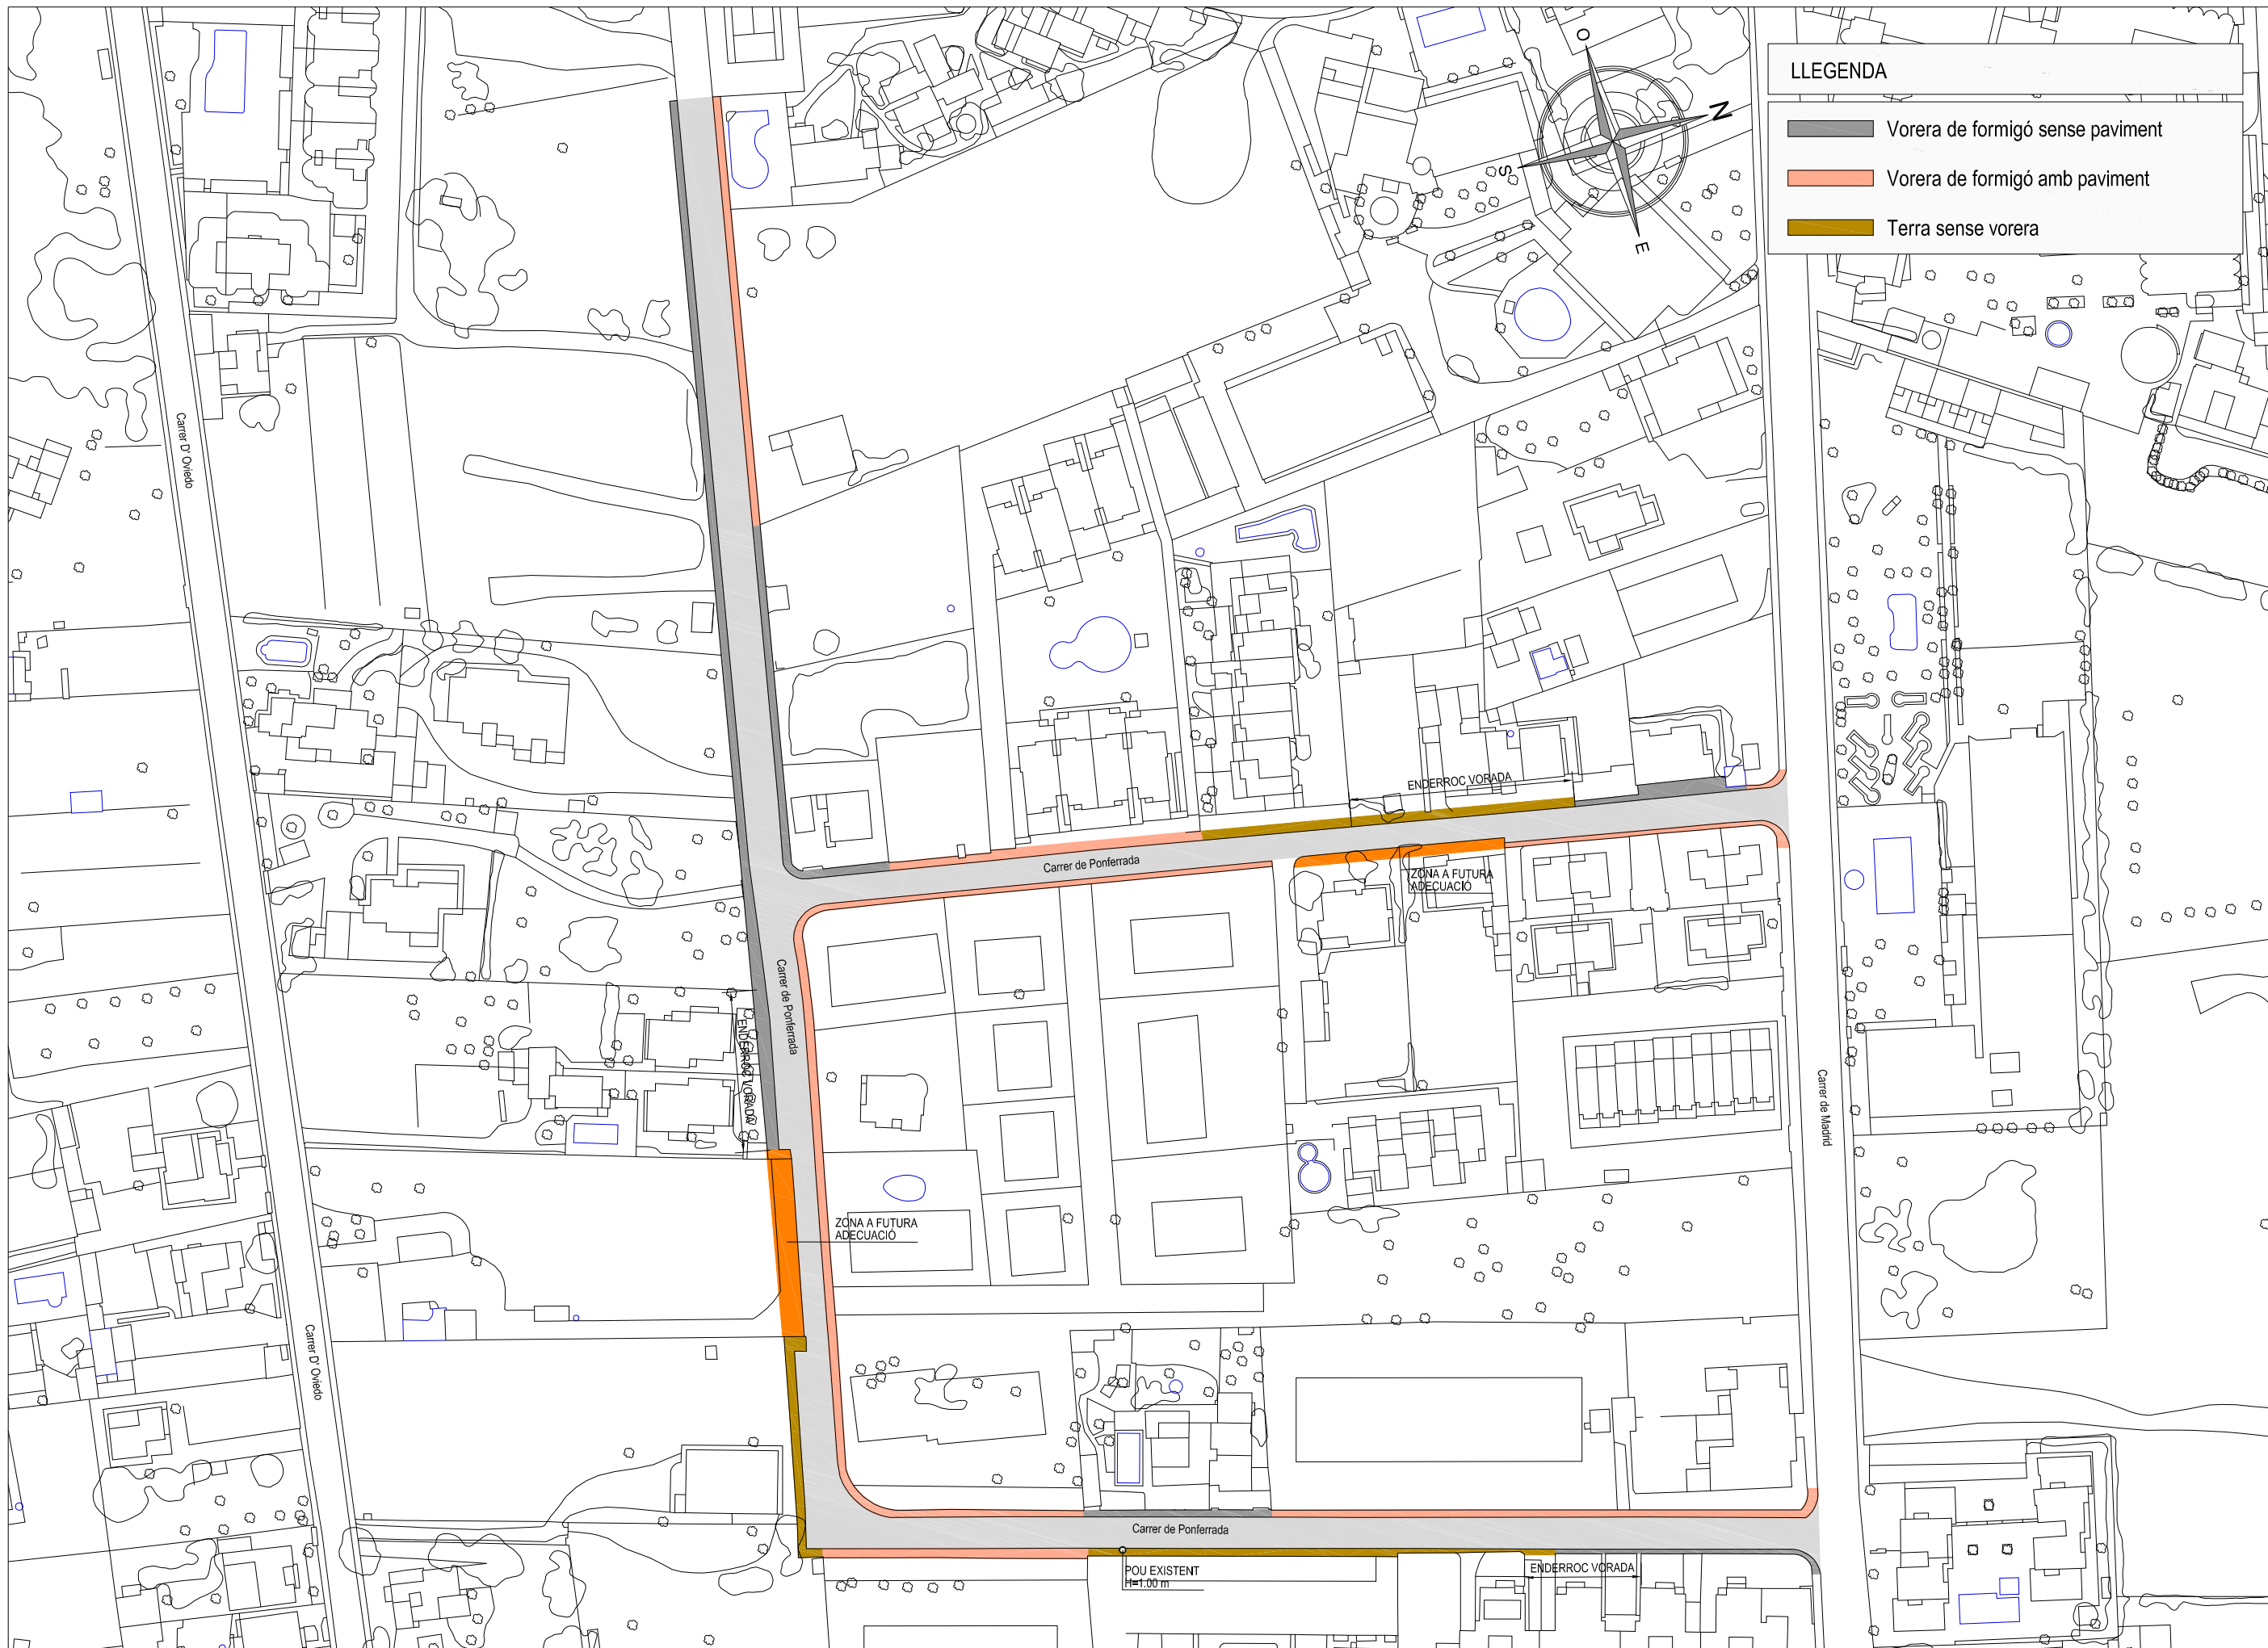 O
N
S
E
LLEGENDA
Vorera de formigó sense paviment
Vorera de formigó amb paviment
Terra sense vorera
Carrer D' Oviedo
ENDERROC VORADA
Carrer de Ponferrada
ZONA A FUTURA
ADECUACIÓ
Carrer de Ponferrada
ENDERROC VORADA
Carrer de Madrid
ZONA A FUTURA
ADECUACIÓ
Carrer D' Oviedo
Carrer de Ponferrada
POU EXISTENT
H=1.00 m
ENDERROC VORADA